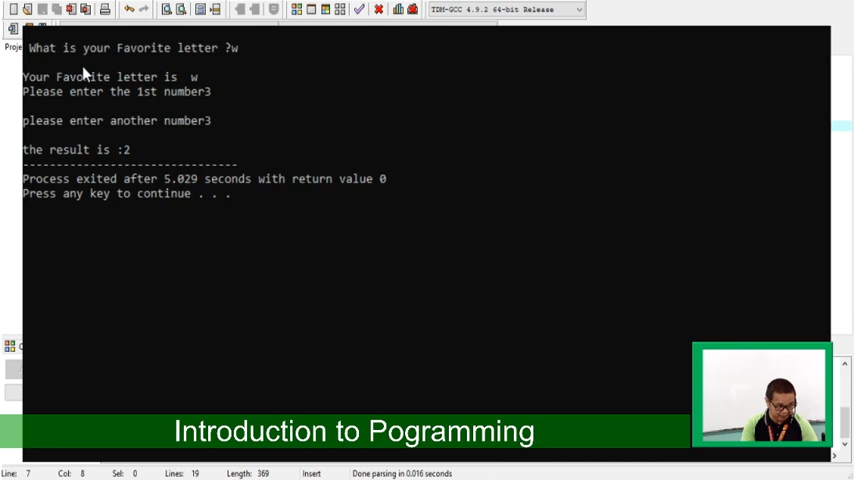 TDM-GCC 4.9.2 64-bit Release
Proje
What is your Favorite letter ?w
Your Favorite letter is  w
Please enter the 1st number3
please enter another number3
the result is :2
--------------------------------
Process exited after 5.029 seconds with return value 0
Press any key to continue . . .
Introduction to Pogramming
Line: 7 Col: 8 Sel: 0 Lines: 19 Length: 369 Insert Done parsing in 0.016 seconds